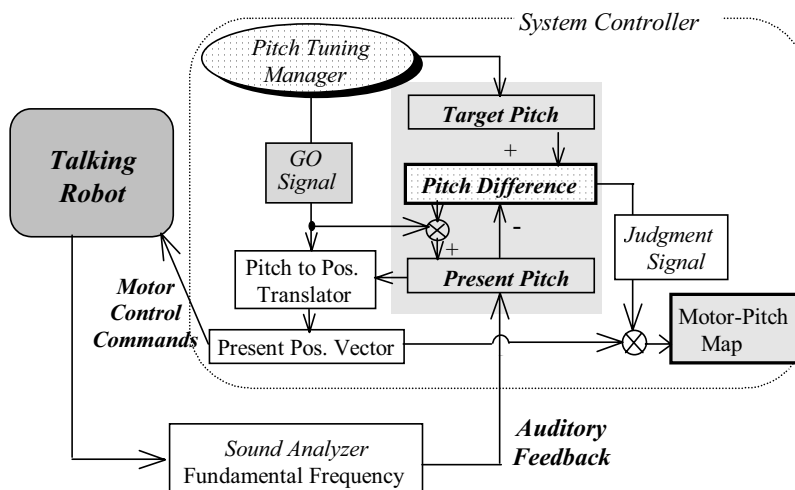 System Controller
Pitch Tuning
Manager
Target Pitch
+
Talking
Robot
GO
Signal
Pitch Difference
-
Judgment
Signal
+
Pitch to Pos.
Translator
Present Pitch
Motor
Control
Commands
Present Pos. Vector
Motor-Pitch
Map
Sound Analyzer
Fundamental Frequency
Auditory
Feedback